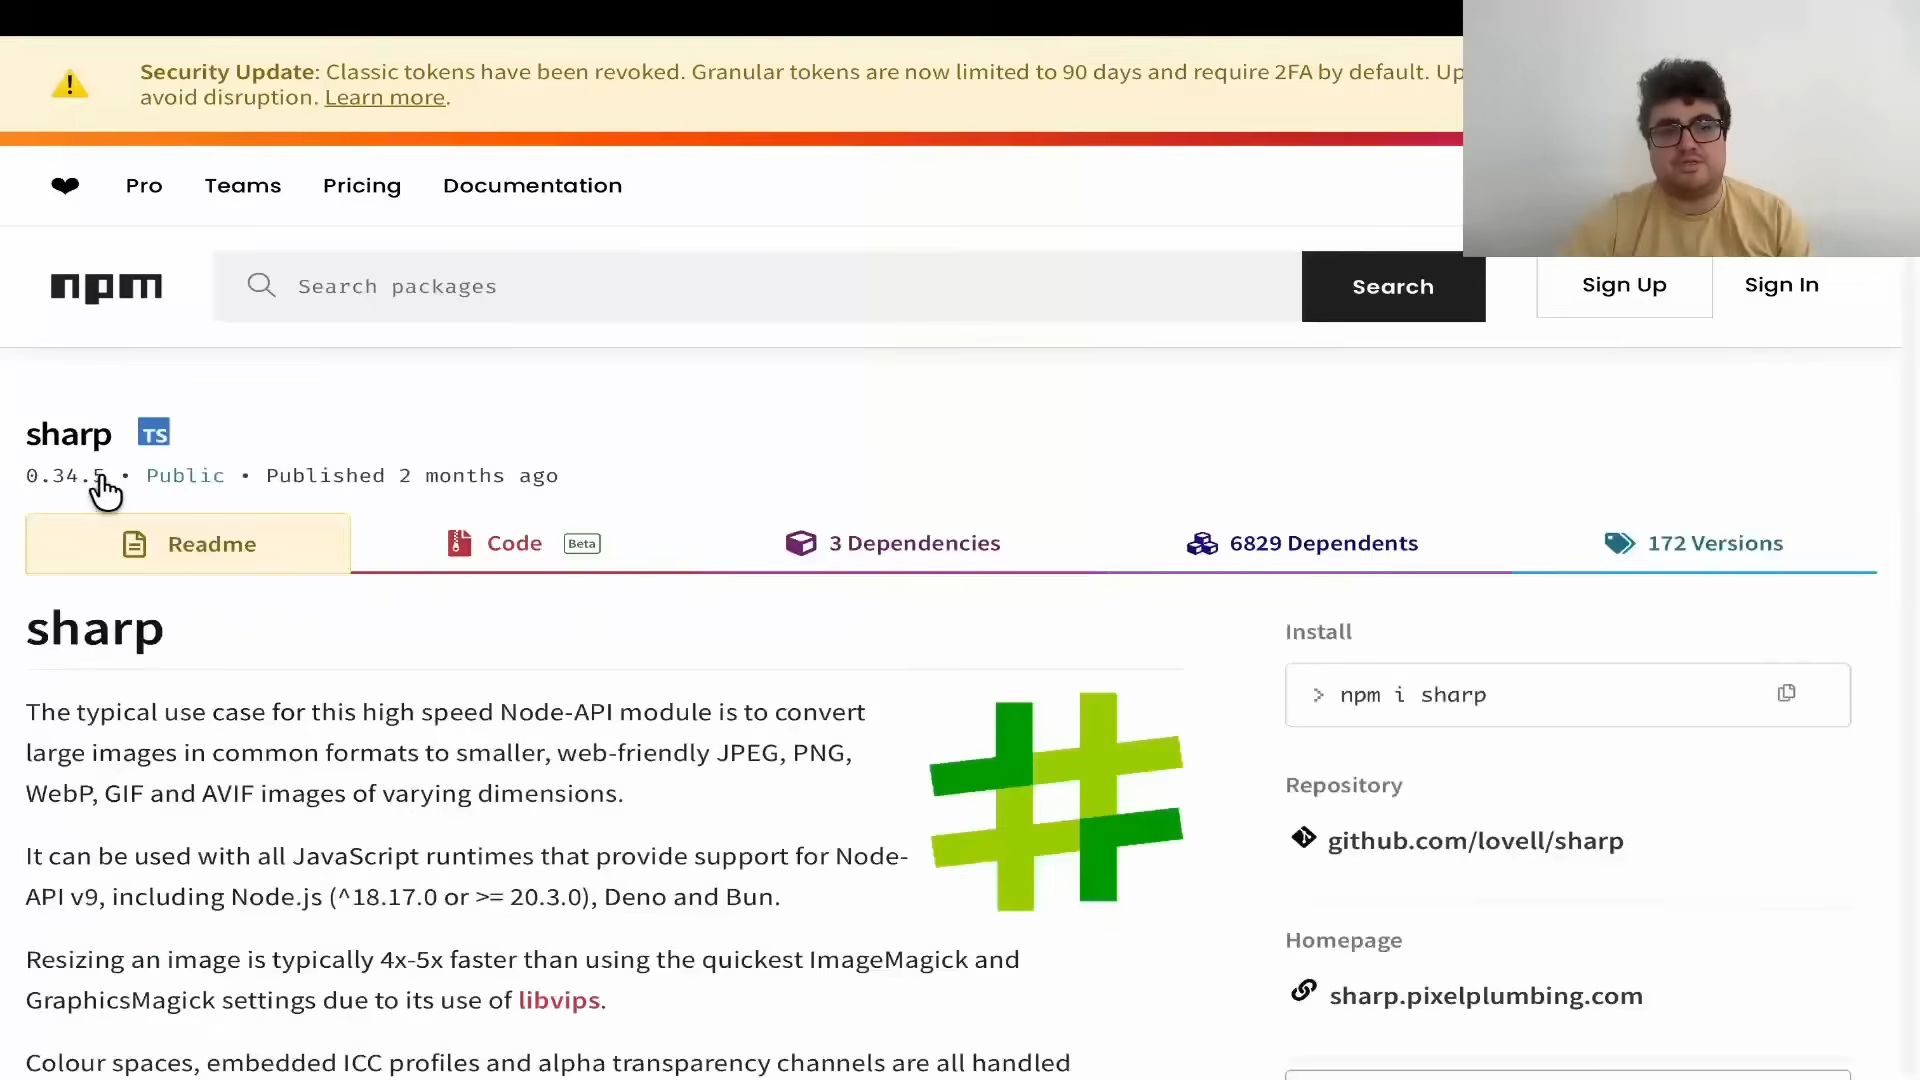 Security Update: Classic tokens have been revoked. Granular tokens are now limited to 90 days and require 2FA by default. Up
avoid disruption. Learn more.
❤ Pro Teams Pricing Documentation
npm Search packages Search Sign Up Sign In
sharp TS
0.34.5 • Public • Published 2 months ago
Readme Code Beta 3 Dependencies 6829 Dependents 172 Versions
sharp
The typical use case for this high speed Node-API module is to convert
large images in common formats to smaller, web-friendly JPEG, PNG,
WebP, GIF and AVIF images of varying dimensions.
It can be used with all JavaScript runtimes that provide support for Node-
API v9, including Node.js (^18.17.0 or >= 20.3.0), Deno and Bun.
Resizing an image is typically 4x-5x faster than using the quickest ImageMagick and
GraphicsMagick settings due to its use of libvips.
Colour spaces, embedded ICC profiles and alpha transparency channels are all handled
Install
> npm i sharp
Repository
github.com/lovell/sharp
Homepage
sharp.pixelplumbing.com